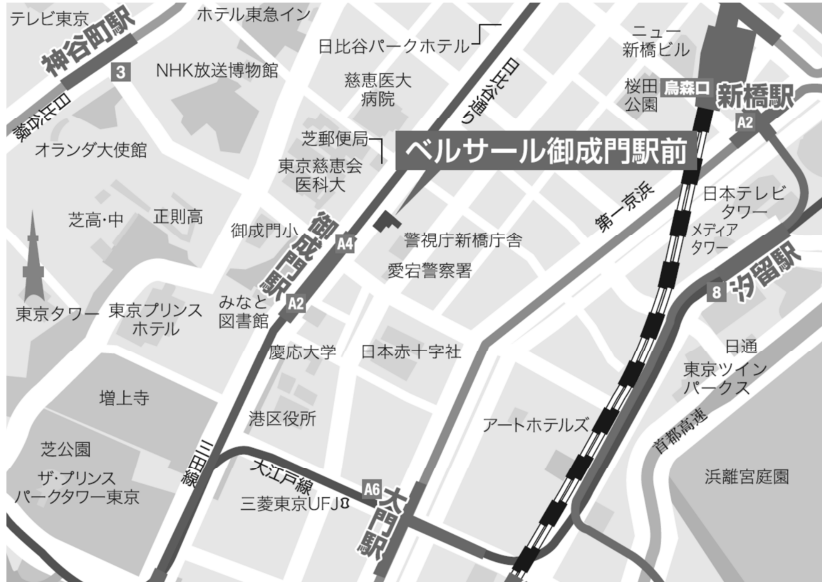 テレビ東京
ホテル東急イン
神谷町駅
3
日比谷線
NHK放送博物館
オランダ大使館
日比谷パークホテル
慈恵医大
病院
日比谷通り
芝郵便局
東京慈恵会
医科大
ベルサール御成門駅前
ニュー
新橋ビル
桜田
公園
烏森口
新橋駅
A2
第一京浜
日本テレビ
タワー
メディア
タワー
汐留駅
8
芝高・中
正則高
御成門小
御成門駅
A4
A2
警視庁新橋庁舎
愛宕警察署
東京タワー
東京プリンス
ホテル
みなと
図書館
慶応大学
日本赤十字社
日通
東京ツイン
パークス
増上寺
港区役所
アートホテルズ
首都高速
芝公園
ザ・プリンス
パークタワー東京
三田線
大江戸線
三菱東京UFJ
A6
大門駅
浜離宮庭園